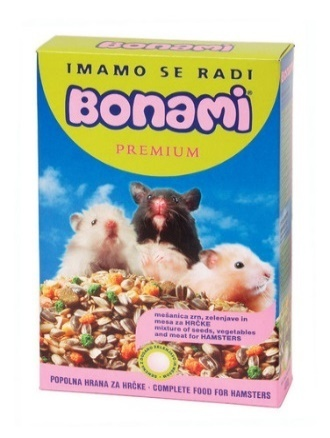 IMAMO SE RADI
BONAMI
PREMIUM
mešanica zrn, zelenjave in
mesa za HRČKE
mixture of seeds, vegetables
and meat for HAMSTERS
POPOLNA HRANA ZA HRČKE - COMPLETE FOOD FOR HAMSTERS